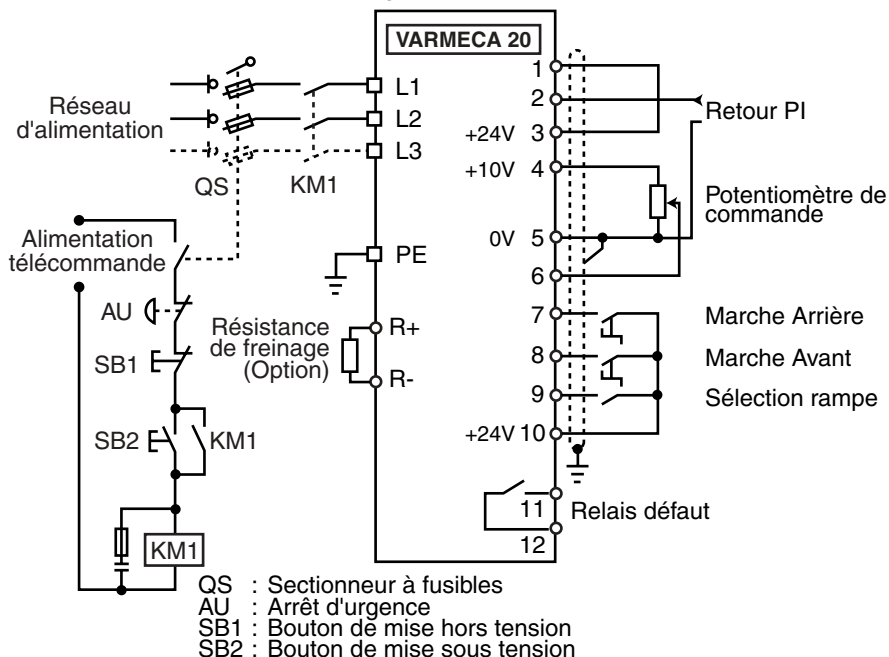 VARMECA 20
Réseau
d'alimentation
L1
L2
L3
QS
KM1
Alimentation
télécommande
PE
AU
Résistance
de freinage
(Option)
R+
R-
SB1
SB2
KM1
KM1
1
2
+24V 3
+10V 4
0V 5
6
7
8
9
+24V 10
11
12
Retour PI
Potentiomètre de
commande
Marche Arrière
Marche Avant
Sélection rampe
Relais défaut
QS : Sectionneur à fusibles
AU : Arrêt d'urgence
SB1 : Bouton de mise hors tension
SB2 : Bouton de mise sous tension